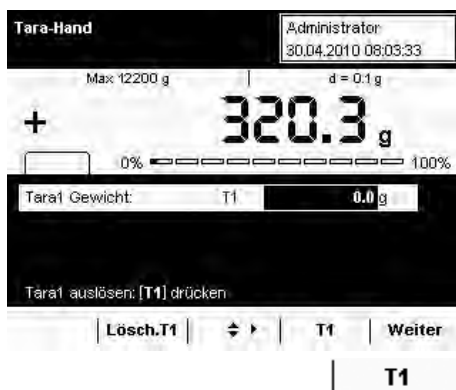 Tara-Hand
Administrator
30.04.2010 08:03:33
Max 12200 g
d = 0.1 g
+ 320.3 g
0% 100%
Tara1 Gewicht: T1 0.0 g
Tara1 auslösen: [T1] drücken
Lösch.T1 T1 Weiter
T1